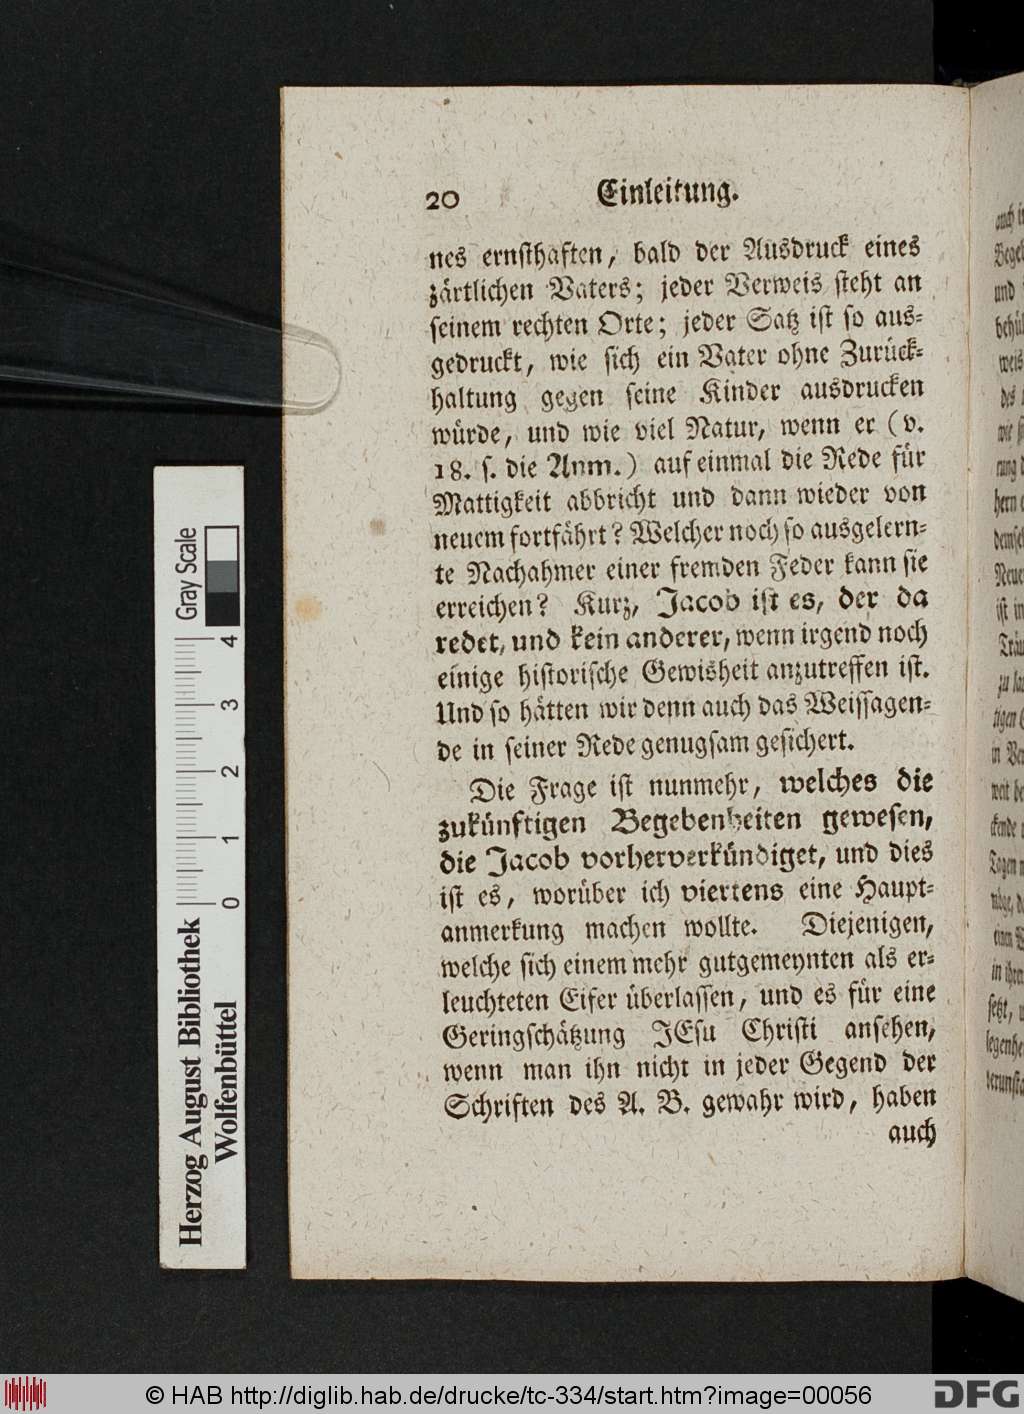 20 Einleitung.
nes ernsthaften, bald der Ausdruck eines
zärtlichen Vaters; jeder Verweis steht an
seinem rechten Orte; jeder Satz ist so aus-
gedruckt, wie sich ein Vater ohne Zurück-
haltung gegen seine Kinder ausdrucken
würde, und wie viel Natur, wenn er (v.
18. s. die Anm.) auf einmal die Rede für
Mattigkeit abbricht und dann wieder von
neuem fortfährt? Welcher noch so ausgelern-
te Nachahmer einer fremden Feder kann sie
erreichen? Kurz, Jacob ist es, der da
redet, und kein anderer, wenn irgend noch
einige historische Gewisheit anzutreffen ist.
Und so hätten wir denn auch das Weissagen-
de in seiner Rede genugsam gesichert.
Die Frage ist nunmehr, welches die
zukünftigen Begebenheiten gewesen,
die Jacob vorherverkündiget, und dies
ist es, worüber ich viertens eine Haupt-
anmerkung machen wollte. Diejenigen,
welche sich einem mehr gutgemeynten als er-
leuchteten Eifer überlassen, und es für eine
Geringschätzung JEsu Christi ansehen,
wenn man ihn nicht in jeder Gegend der
Schriften des A. B. gewahr wird, haben
auch
Gray Scale
0 1 2 3 4
Herzog August Bibliothek
Wolfenbüttel
© HAB http://diglib.hab.de/drucke/tc-334/start.htm?image=00056
DFG